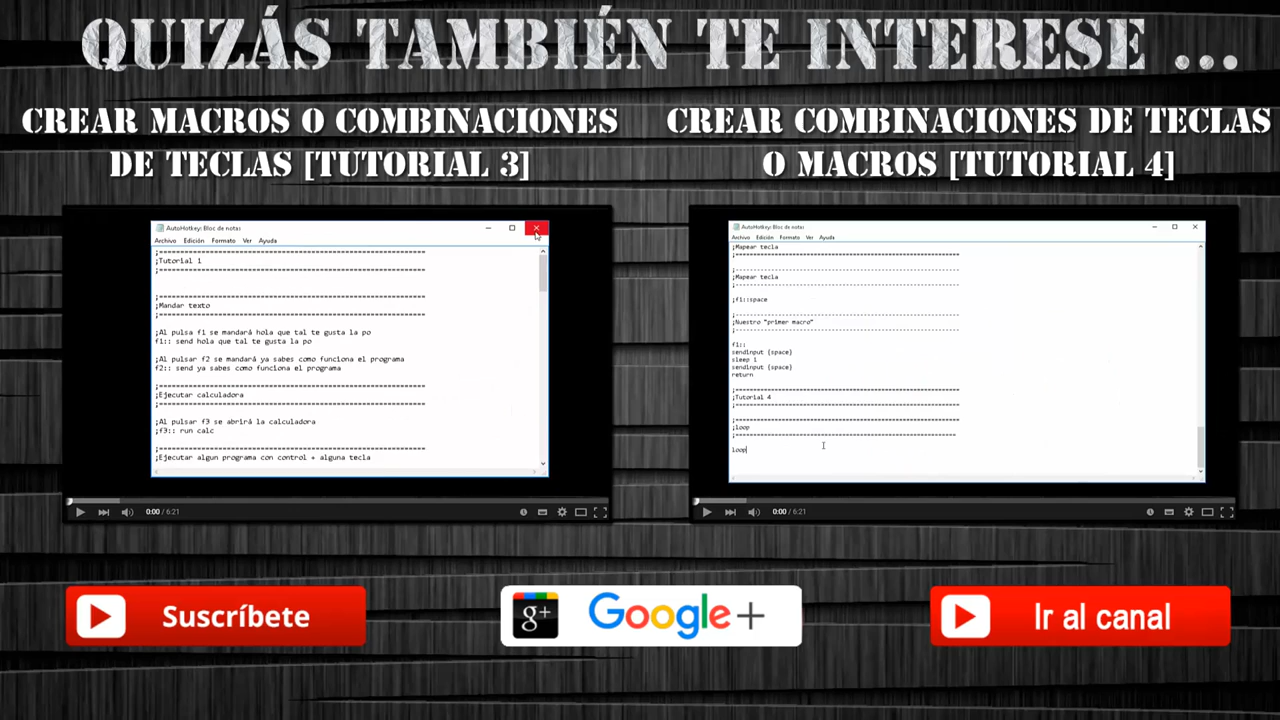 QUIZÁS TAMBIÉN TE INTERESE ...
CREAR MACROS O COMBINACIONES
DE TECLAS [TUTORIAL 3]
CREAR COMBINACIONES DE TECLAS
O MACROS [TUTORIAL 4]
AutoHotkey: Bloc de notas
Archivo Edición Formato Ver Ayuda
;==============================================================
;Tutorial 1
;==============================================================
;==============================================================
;Mandar texto
;==============================================================
;Al pulsa f1 se mandará hola que tal te gusta la po
f1:: send hola que tal te gusta la po
;Al pulsar f2 se mandará ya sabes como funciona el programa
f2:: send ya sabes como funciona el programa
;==============================================================
;Ejecutar calculadora
;==============================================================
;Al pulsar f3 se abrirá la calculadora
;f3:: run calc
;==============================================================
;Ejecutar algun programa con control + alguna tecla
0:00 / 6:21
AutoHotkey: Bloc de notas
Archivo Edición Formato Ver Ayuda
;Mapear tecla
;==============================================================
;--------------------------------------------------------------
;Mapear tecla
;--------------------------------------------------------------
;f1::space
;--------------------------------------------------------------
;Nuestro "primer macro"
;--------------------------------------------------------------
f1::
sendinput {space}
sleep 1
sendinput {space}
return
;==============================================================
;Tutorial 4
;==============================================================
;==============================================================
;loop
;==============================================================
loop
0:00 / 6:21
Suscríbete
g+ Google+
Ir al canal